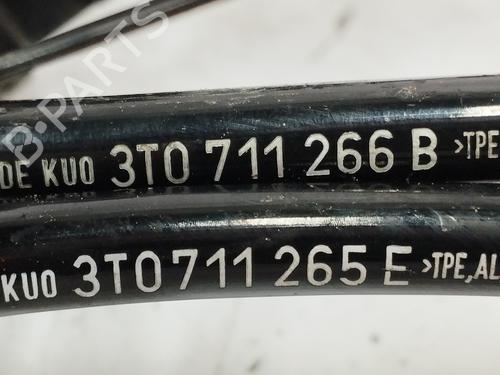 DE KUO 3T0 711 266 B >TPE
KUO 3T0 711 265 E >TPE,AL
B-PARTS